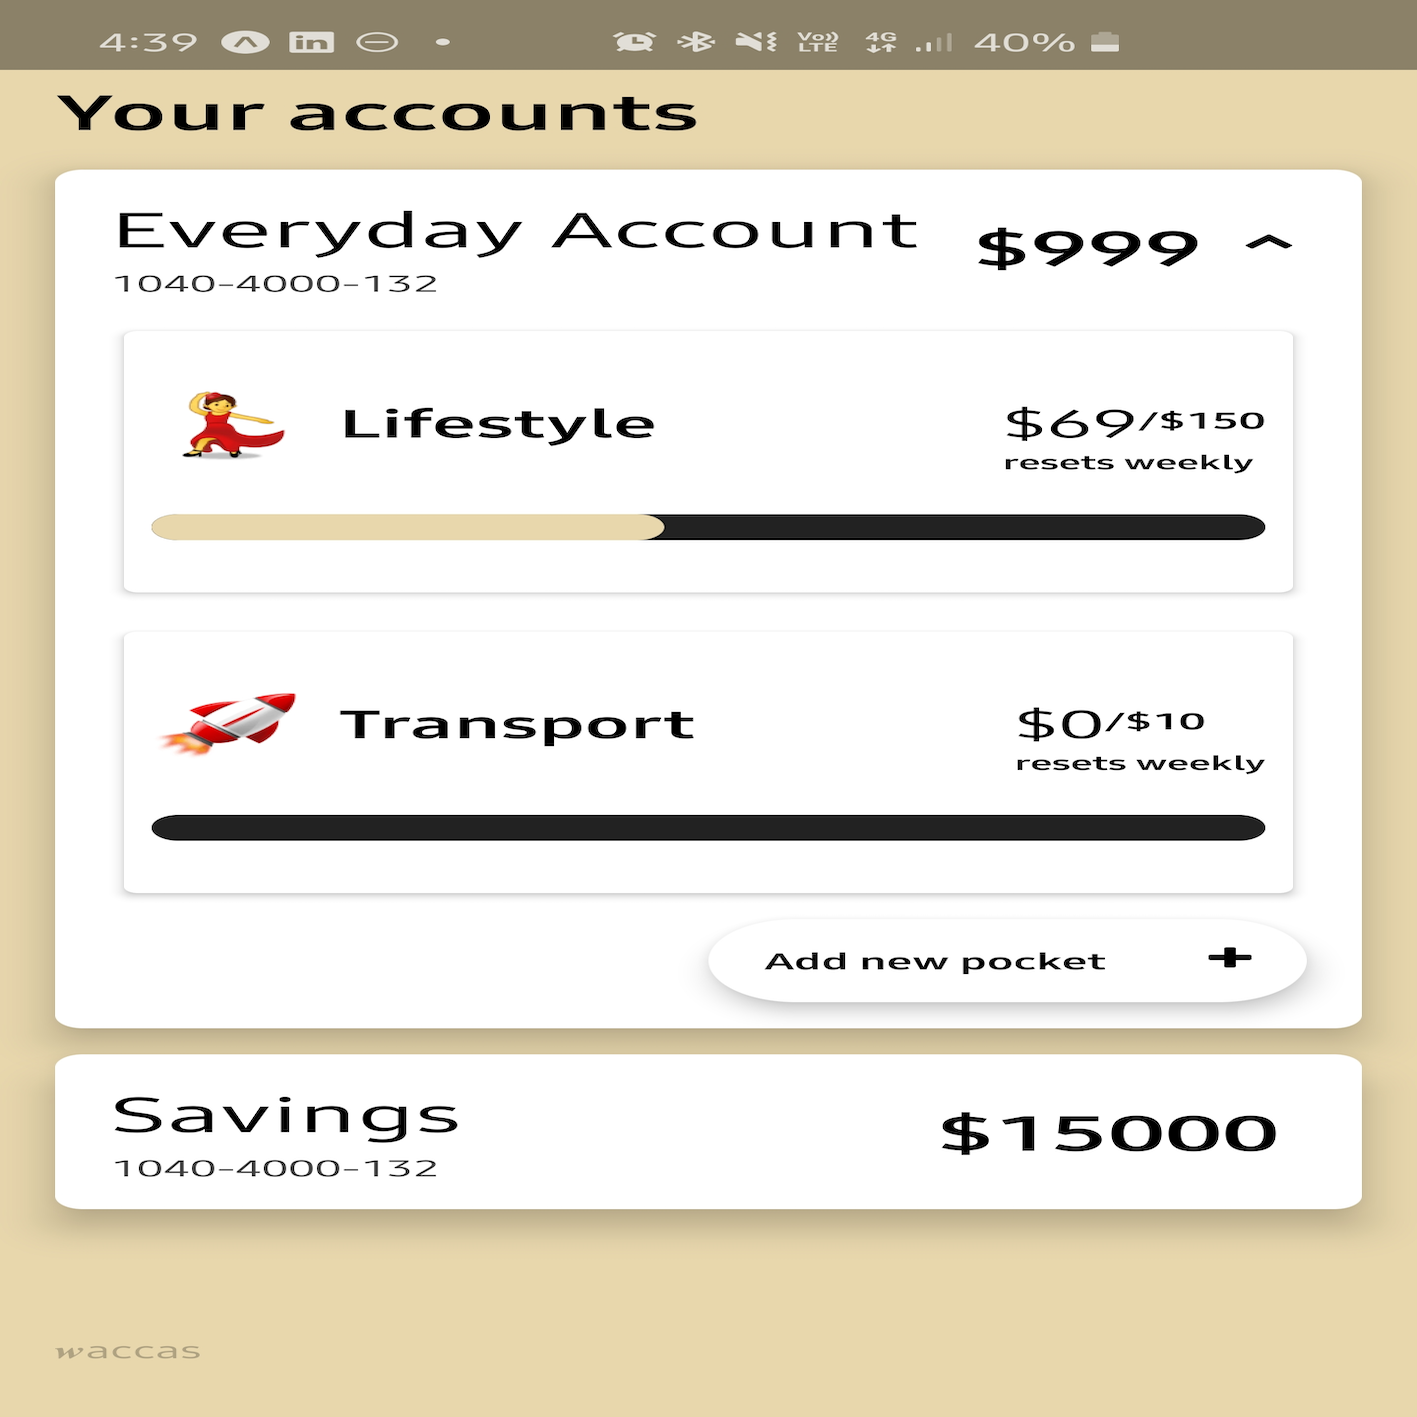 4:39 in Vo)) LTE 4G 40%
Your accounts
Everyday Account $999
1040-4000-132
Lifestyle $69/$150
resets weekly
Transport $0/$10
resets weekly
Add new pocket +
Savings $15000
1040-4000-132
waccas